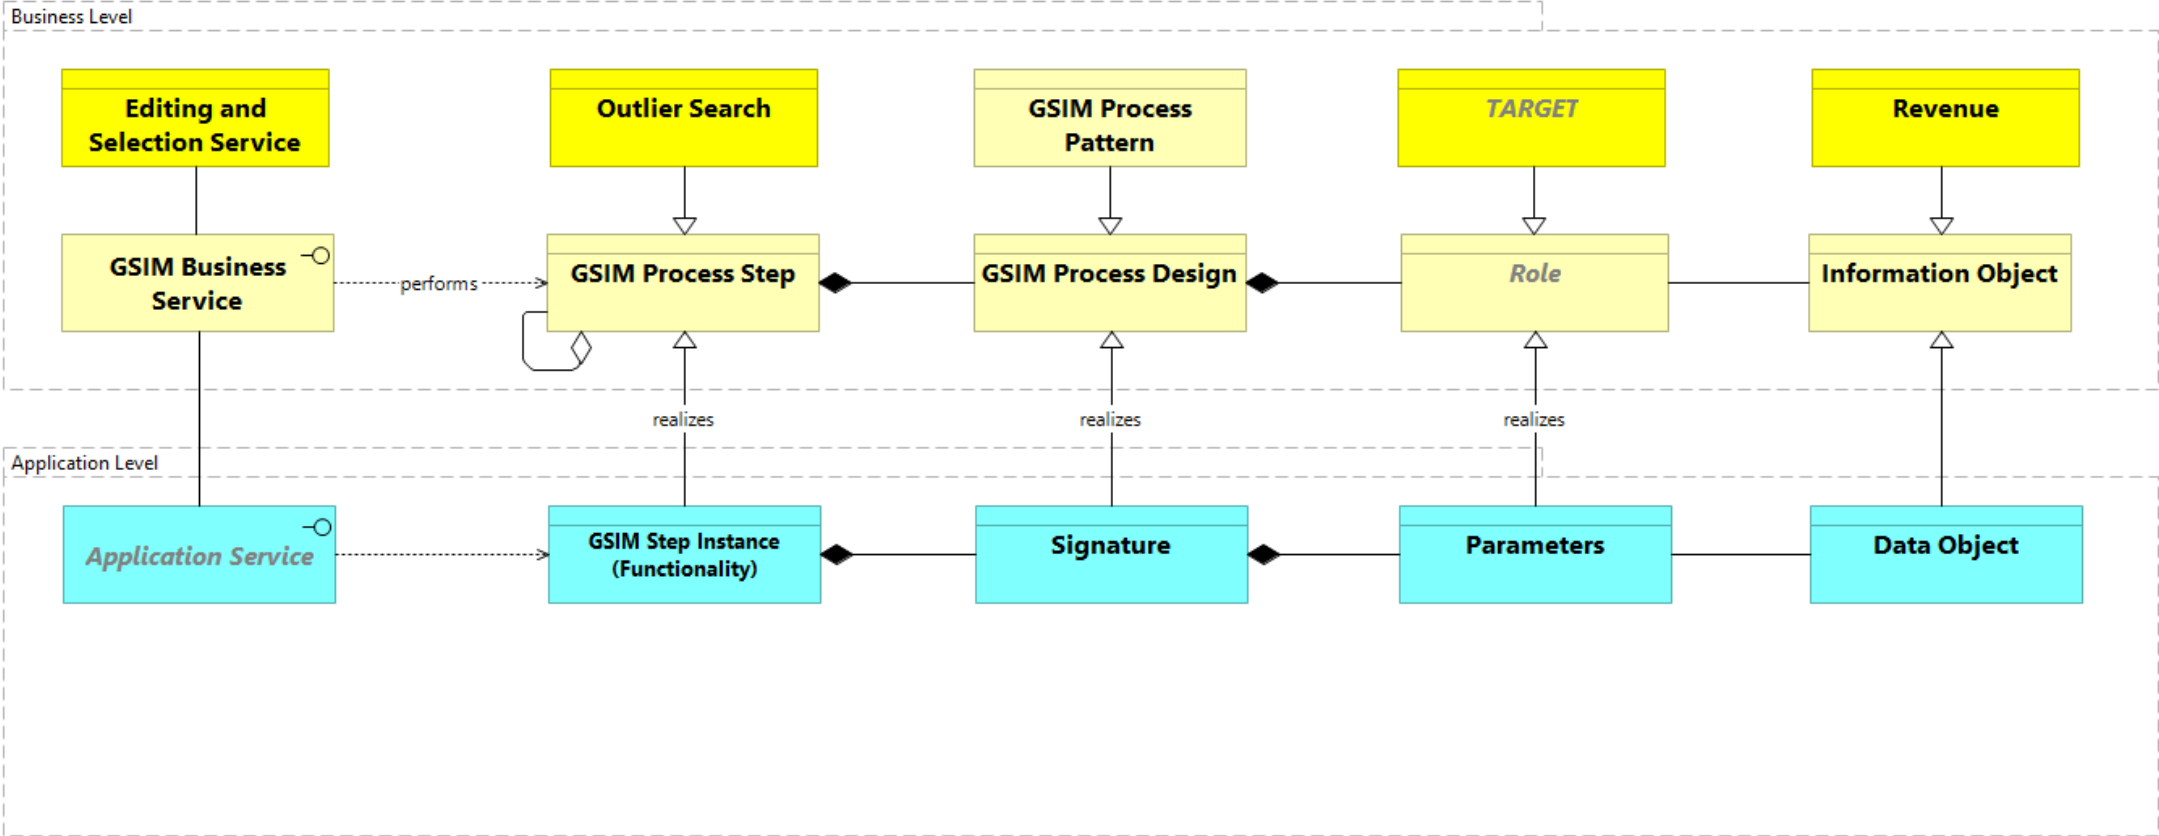 Business Level
Editing and
Selection Service
Outlier Search
GSIM Process
Pattern
TARGET
Revenue
GSIM Business
Service
performs
GSIM Process Step
GSIM Process Design
Role
Information Object
realizes
realizes
realizes
Application Level
Application Service
GSIM Step Instance
(Functionality)
Signature
Parameters
Data Object